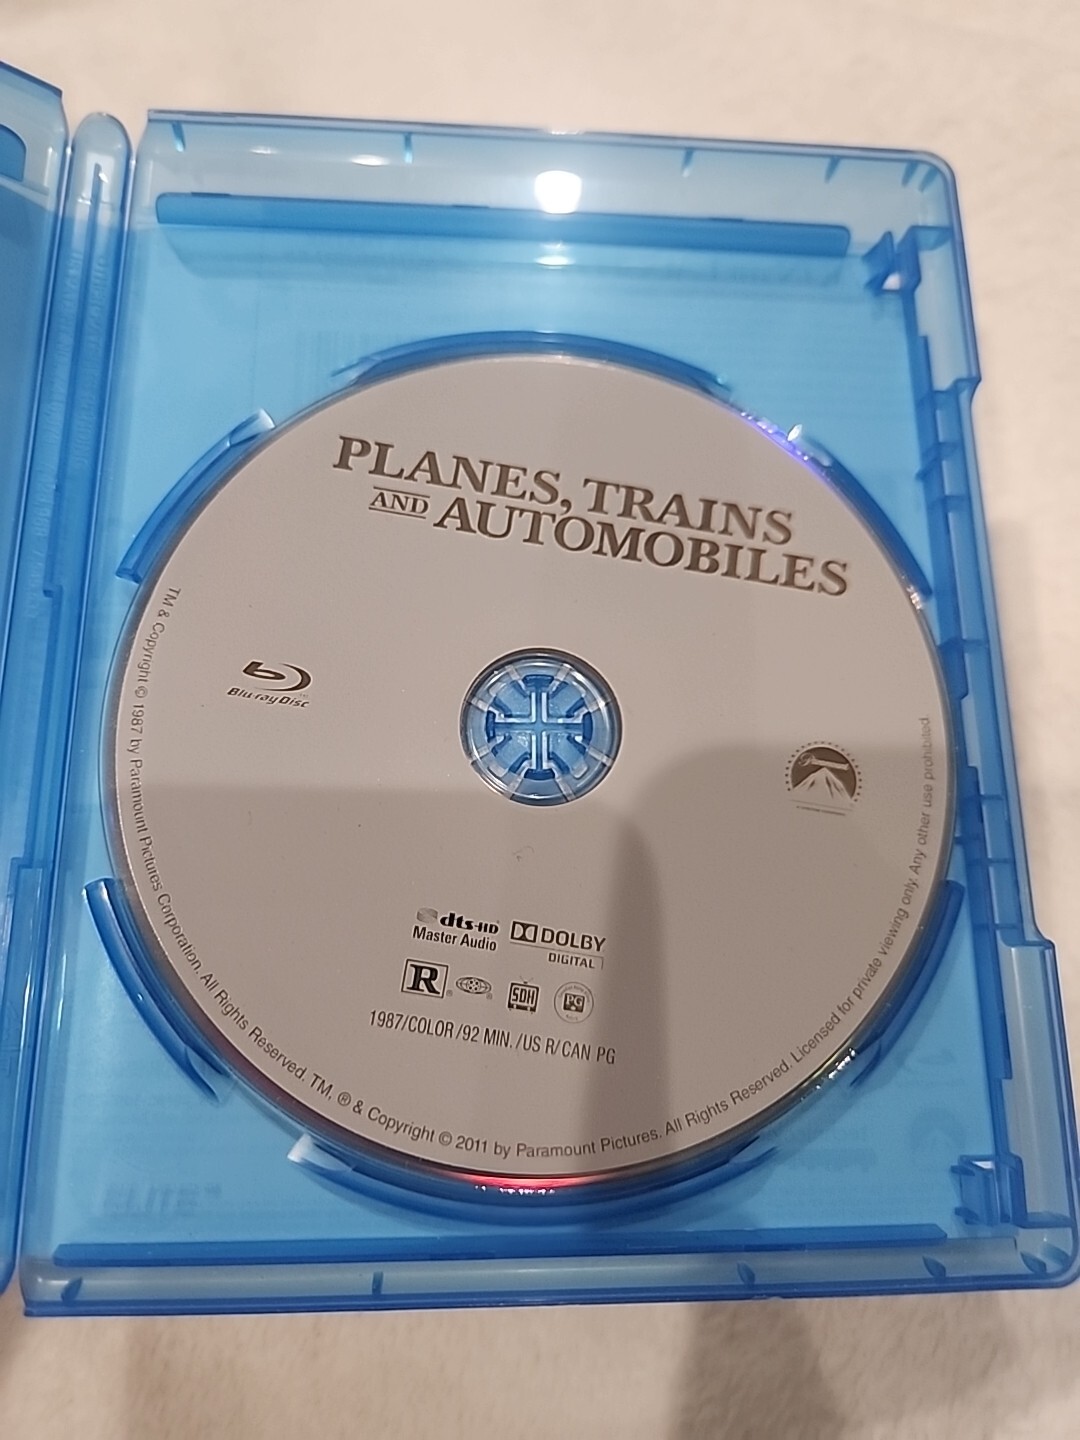 PLANES, TRAINS
AND AUTOMOBILES
Blu-ray Disc
Paramount
dts-HD
Master Audio
DOLBY
DIGITAL
R
SDH
PG
1987/COLOR/92 MIN./US R/CAN PG
TM & Copyright © 1987 by Paramount Pictures Corporation. All Rights Reserved. TM, ® & Copyright © 2011 by Paramount Pictures. All Rights Reserved. Licensed for private viewing only. Any other use prohibited.